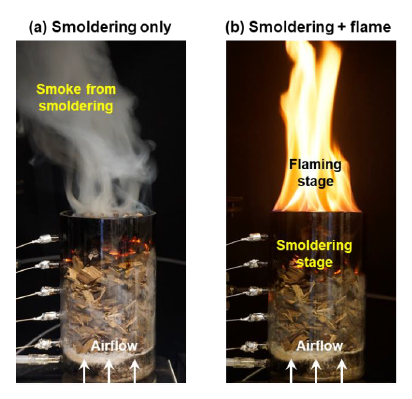 (a) Smoldering only
Smoke from
smoldering
Airflow
(b) Smoldering + flame
Flaming
stage
Smoldering
stage
Airflow